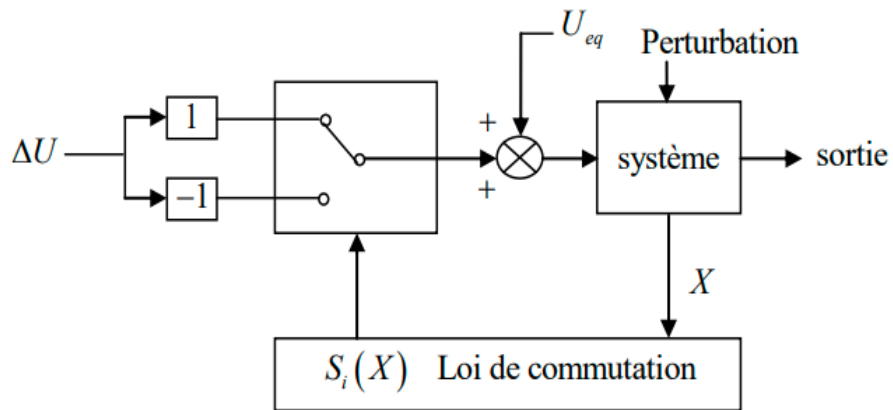 U_eq
Perturbation
1
+
ΔU
système
sortie
−1
+
X
S_i(X) Loi de commutation